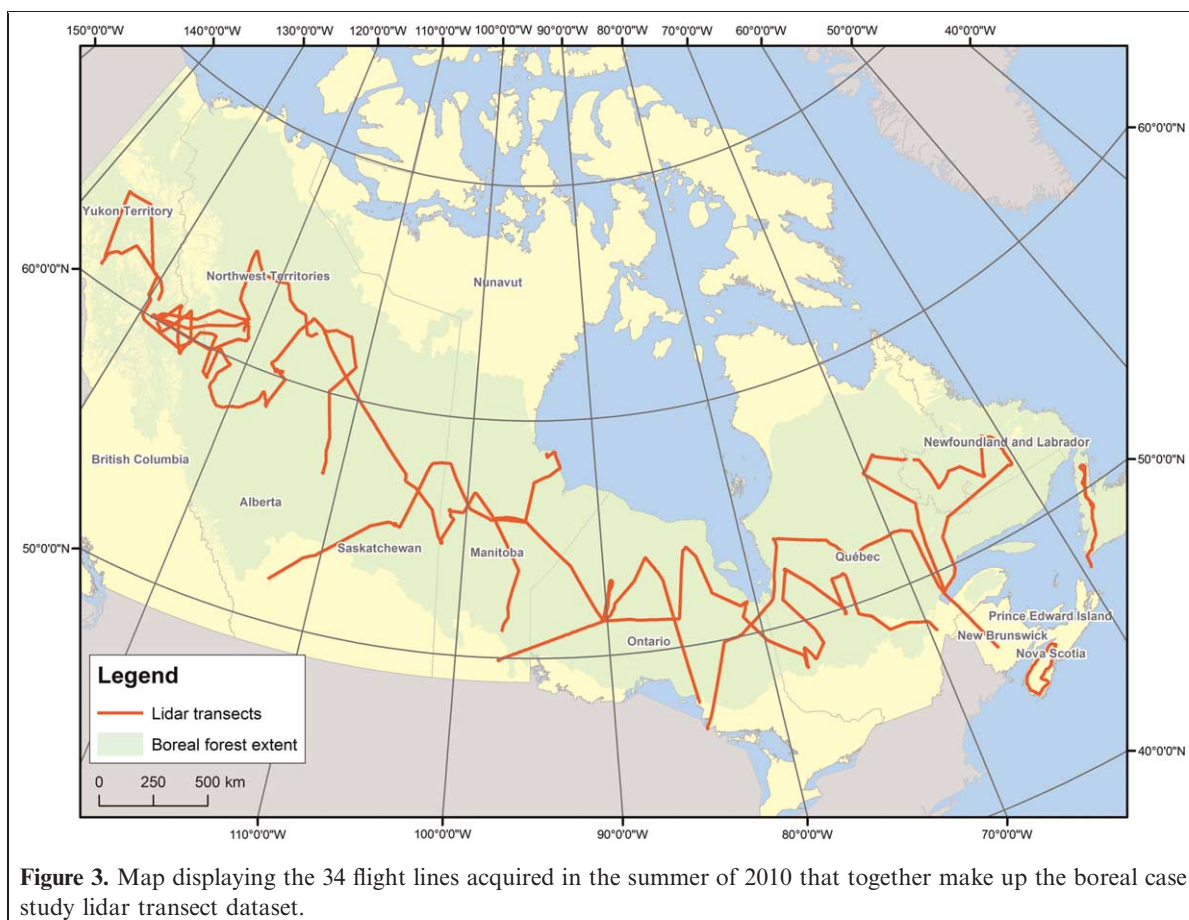 150°0'0"W
140°0'0"W
130°0'0"W
120°0'0"W
110°0'0"W
100°0'0"W
90°0'0"W
80°0'0"W
70°0'0"W
60°0'0"W
50°0'0"W
40°0'0"W
60°0'0"N
Yukon Territory
60°0'0"N
Northwest Territories
Nunavut
Newfoundland and Labrador
50°0'0"N
British Columbia
Alberta
50°0'0"N
Saskatchewan
Manitoba
Québec
Ontario
Prince Edward Island
New Brunswick
Nova Scotia
Legend
Lidar transects
Boreal forest extent
0 250 500 km
40°0'0"N
110°0'0"W
100°0'0"W
90°0'0"W
80°0'0"W
70°0'0"W
Figure 3. Map displaying the 34 flight lines acquired in the summer of 2010 that together make up the boreal case
study lidar transect dataset.